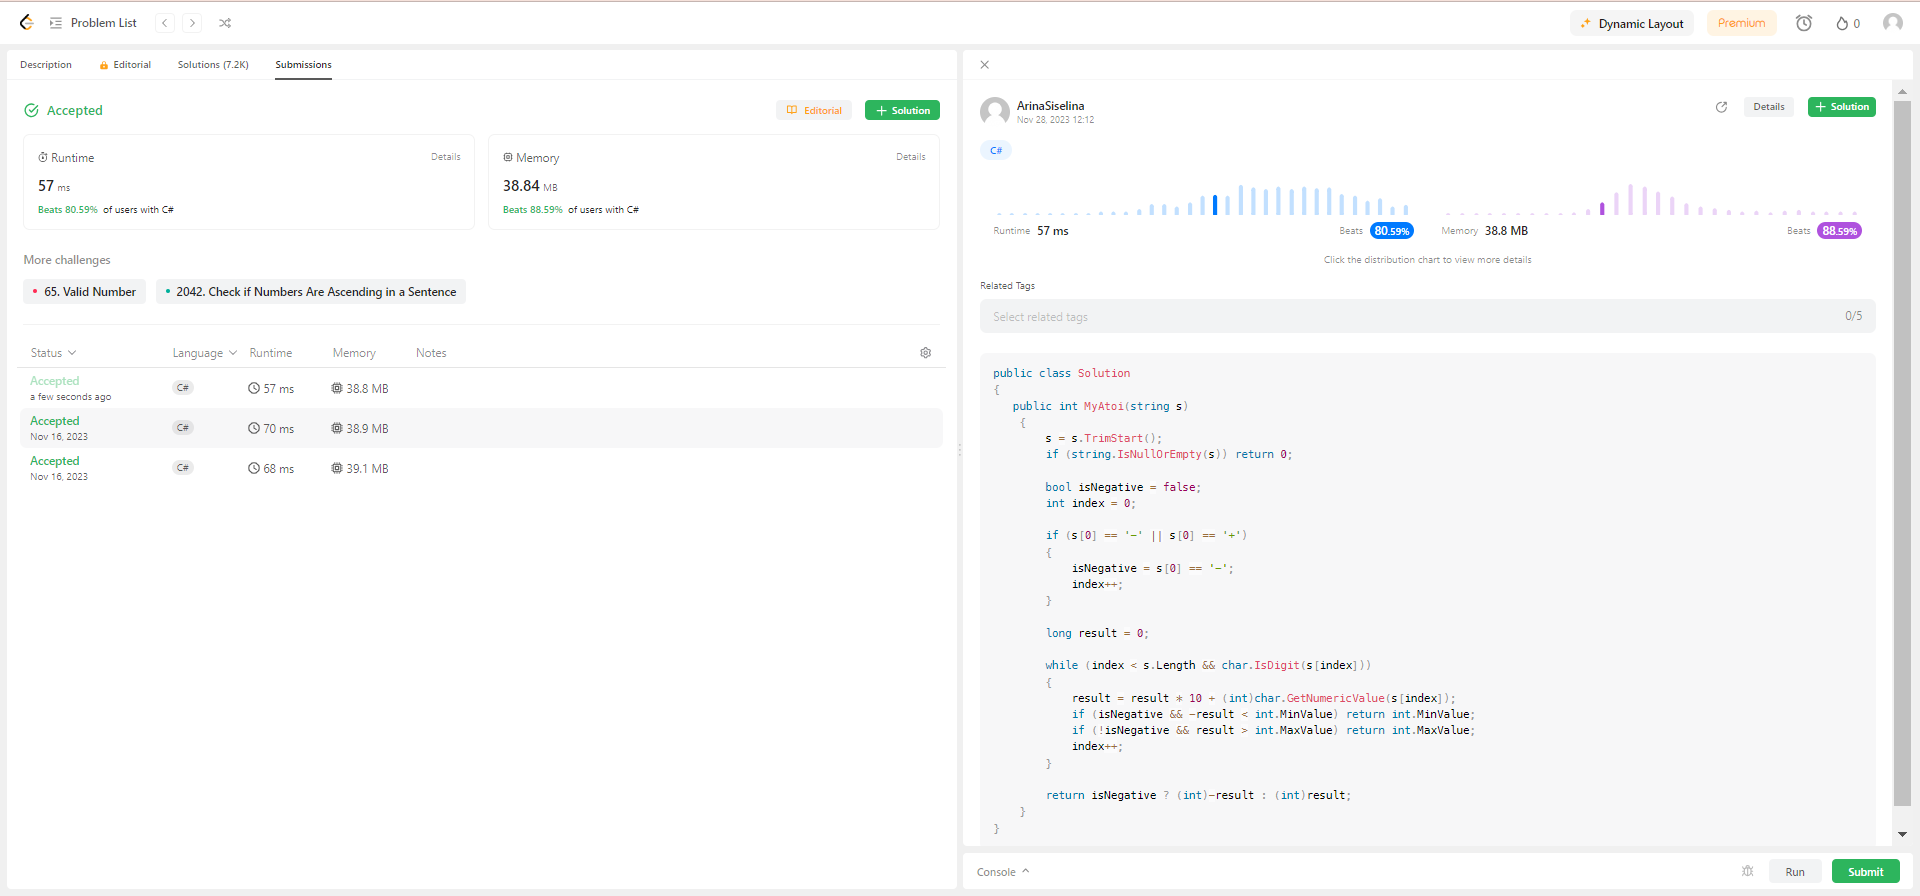 Problem List
Dynamic Layout
Premium
0
Description
Editorial
Solutions (7.2K)
Submissions
Accepted
Editorial
+ Solution
Runtime
Details
57 ms
Beats 80.59% of users with C#
Memory
Details
38.84 MB
Beats 88.59% of users with C#
More challenges
65. Valid Number
2042. Check if Numbers Are Ascending in a Sentence
Status Language Runtime Memory Notes
Accepted
a few seconds ago
C# 57 ms 38.8 MB
Accepted
Nov 16, 2023
C# 70 ms 38.9 MB
Accepted
Nov 16, 2023
C# 68 ms 39.1 MB
ArinaSiselina
Nov 28, 2023 12:12
Details
+ Solution
C#
Runtime 57 ms
Beats 80.59%
Memory 38.8 MB
Beats 88.59%
Click the distribution chart to view more details
Related Tags
Select related tags
0/5
public class Solution
{
public int MyAtoi(string s)
{
s = s.TrimStart();
if (string.IsNullOrEmpty(s)) return 0;
bool isNegative = false;
int index = 0;
if (s[0] == '-' || s[0] == '+')
{
isNegative = s[0] == '-';
index++;
}
long result = 0;
while (index < s.Length && char.IsDigit(s[index]))
{
result = result * 10 + (int)char.GetNumericValue(s[index]);
if (isNegative && -result < int.MinValue) return int.MinValue;
if (!isNegative && result > int.MaxValue) return int.MaxValue;
index++;
}
return isNegative ? (int)-result : (int)result;
}
}
Console
Run
Submit